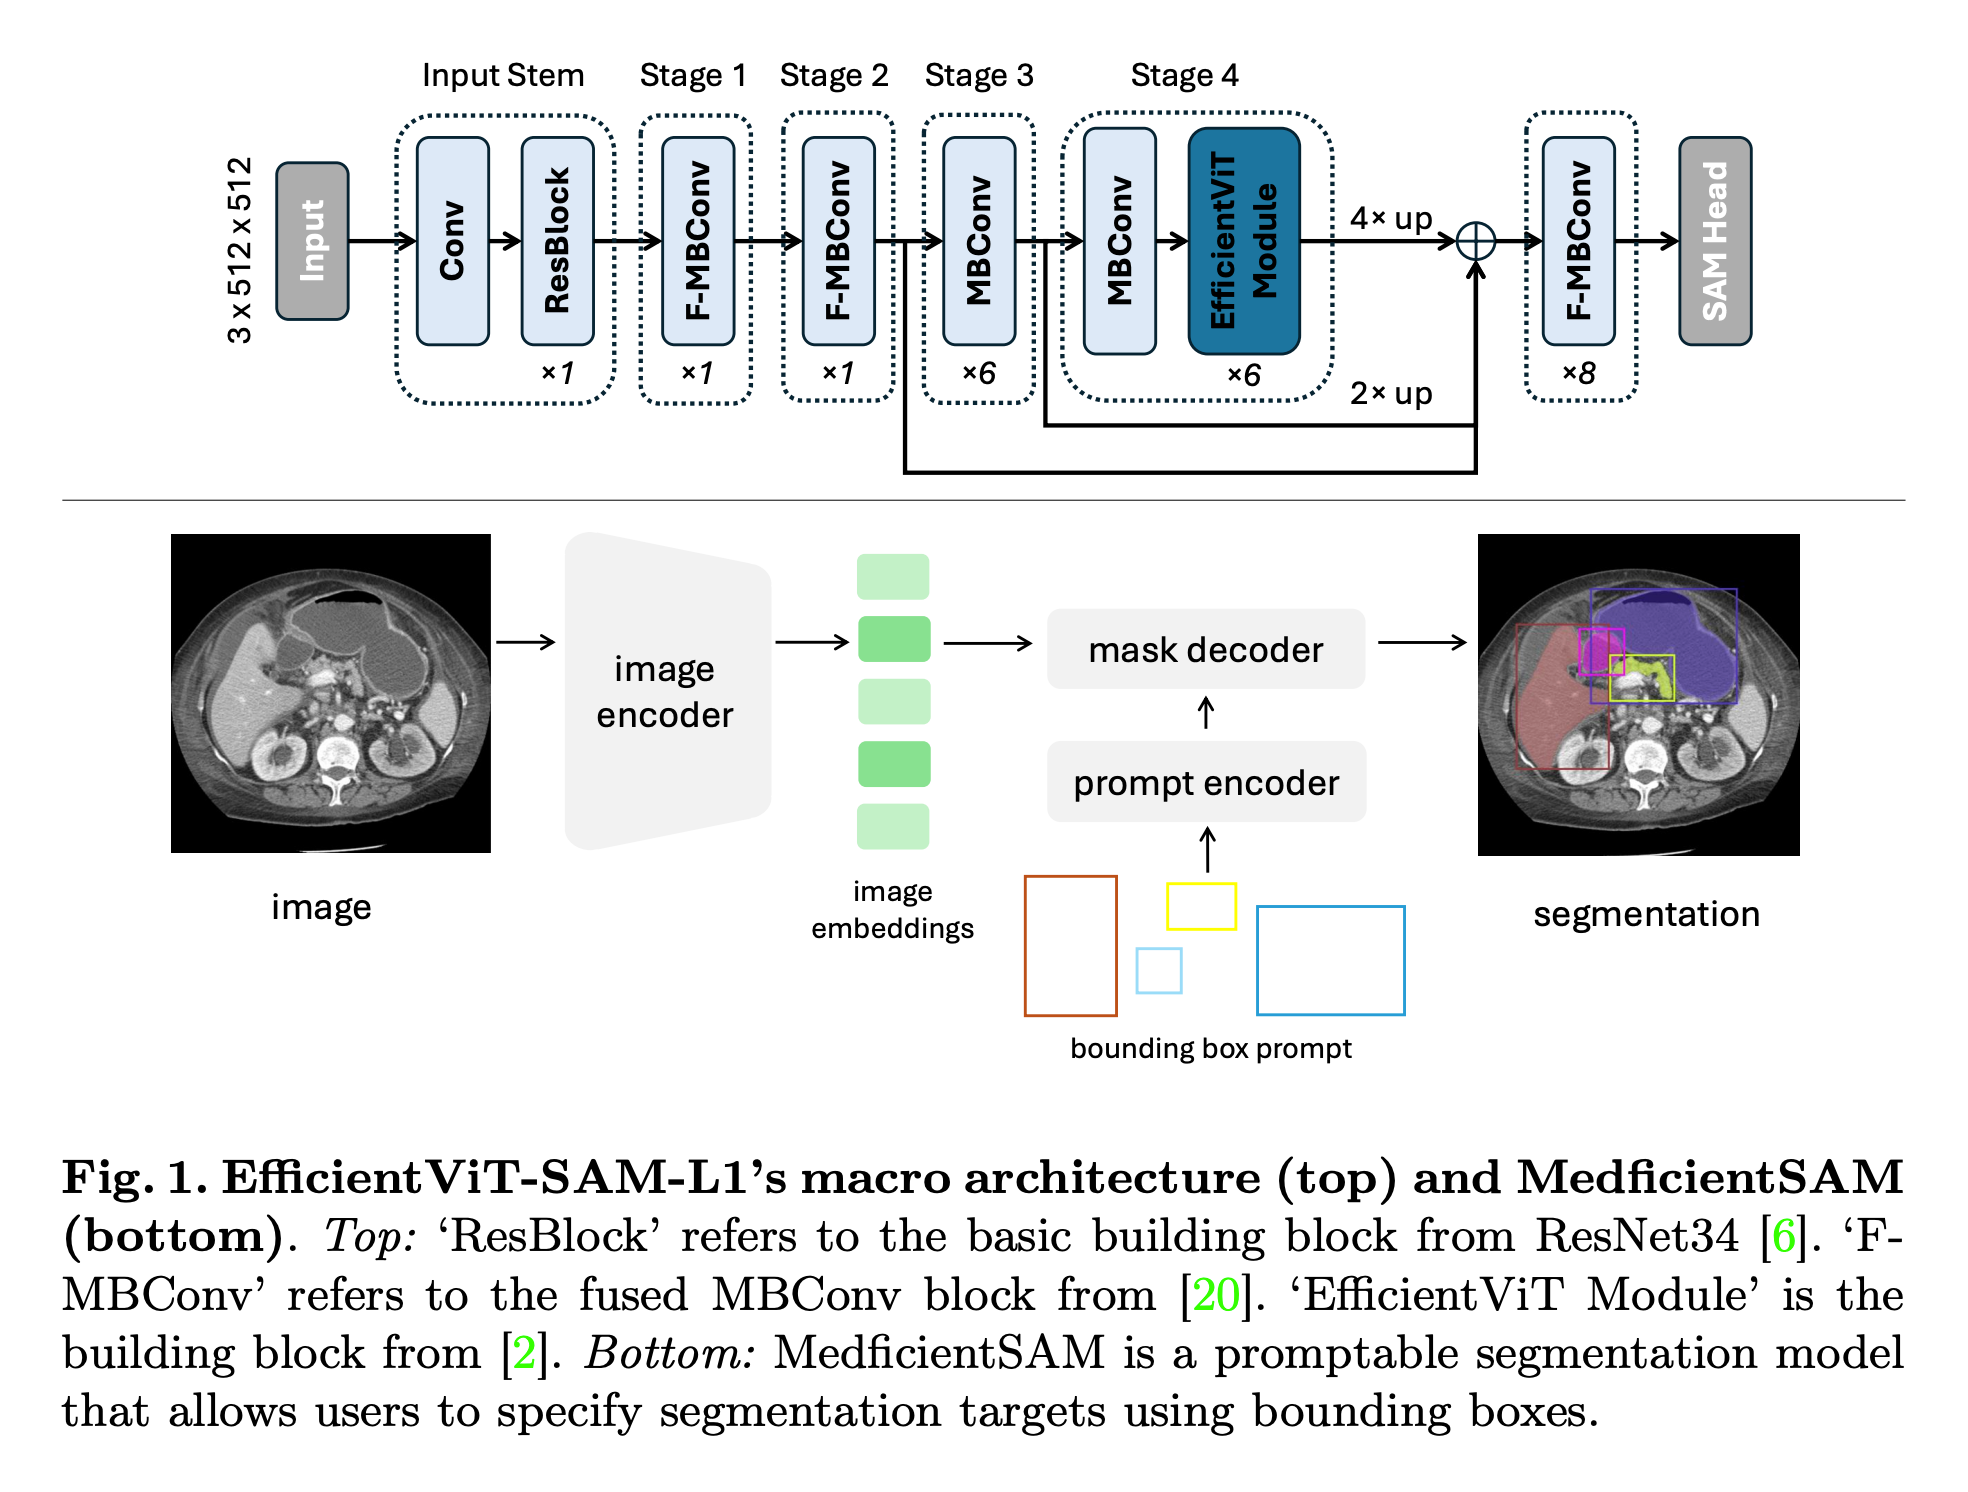 Input Stem
Stage 1
Stage 2
Stage 3
Stage 4
3 x 512 x 512
Input
Conv
ResBlock
×1
F-MBConv
×1
F-MBConv
×1
MBConv
×6
MBConv
EfficientViT
Module
×6
4× up
2× up
F-MBConv
×8
SAM Head
image
image
encoder
image
embeddings
mask decoder
prompt encoder
bounding box prompt
segmentation
Fig. 1. EfficientViT-SAM-L1’s macro architecture (top) and MedficientSAM
(bottom). Top: ‘ResBlock’ refers to the basic building block from ResNet34 [6]. ‘F-
MBConv’ refers to the fused MBConv block from [20]. ‘EfficientViT Module’ is the
building block from [2]. Bottom: MedficientSAM is a promptable segmentation model
that allows users to specify segmentation targets using bounding boxes.